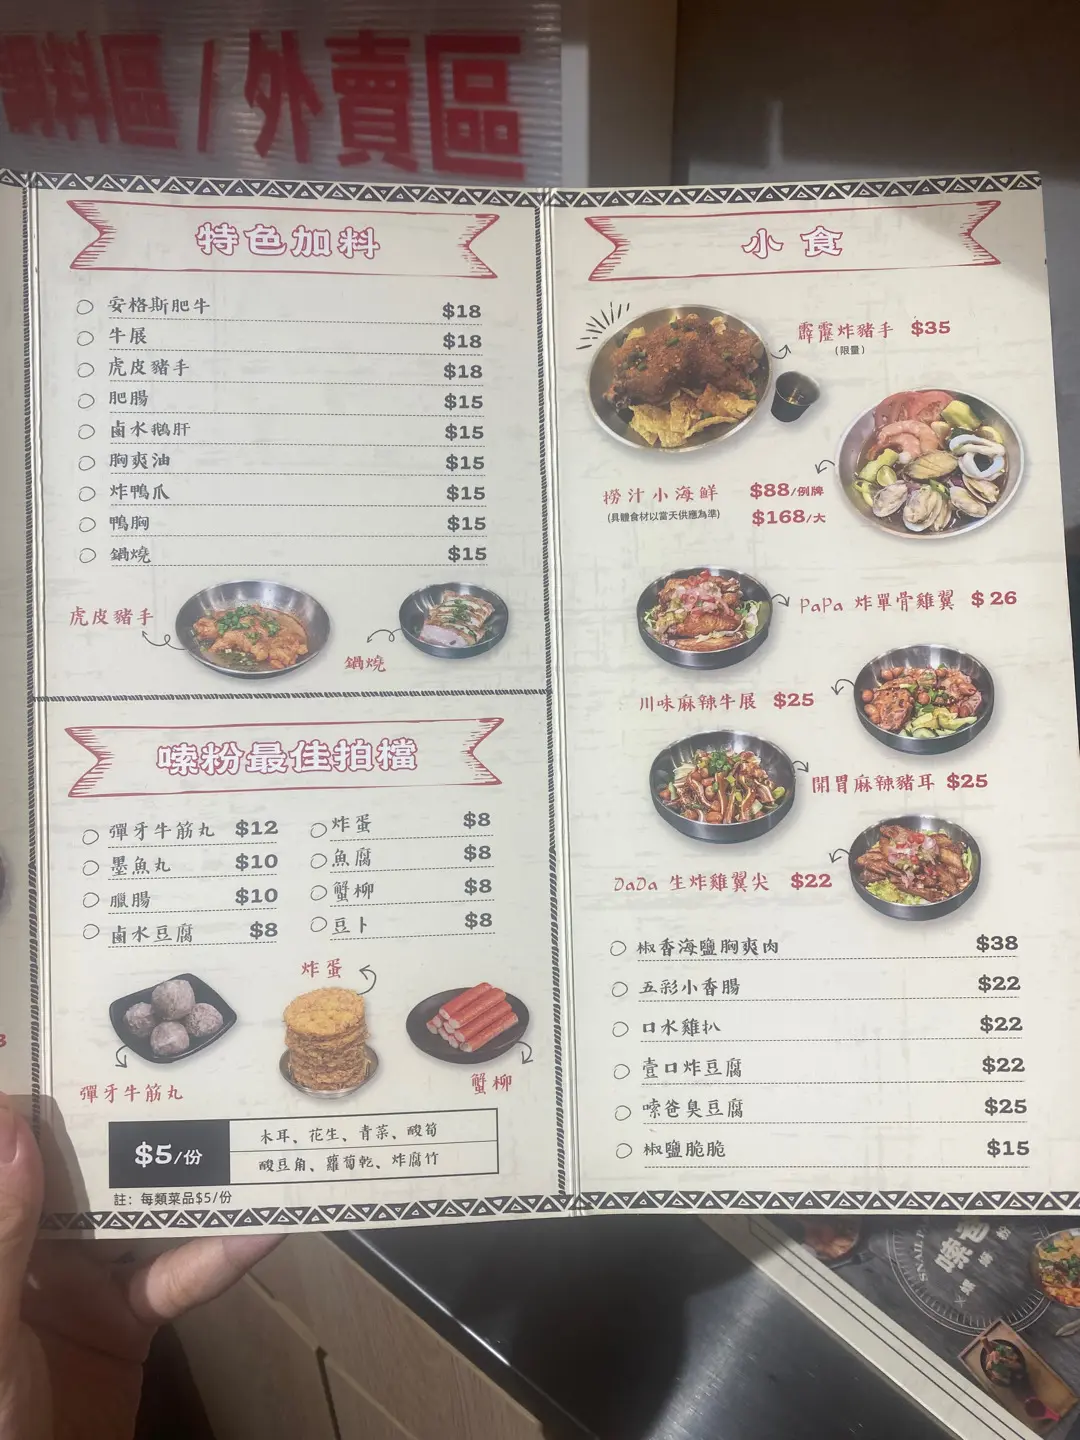 /外賣區
特色加料
安格斯肥牛 $18
牛展 $18
虎皮豬手 $18
肥腸 $15
鹵水鵝肝 $15
胸爽油 $15
炸鴨爪 $15
鴨胸 $15
鍋燒 $15
虎皮豬手
鍋燒
嗦粉最佳拍檔
彈牙牛筋丸 $12
墨魚丸 $10
臘腸 $10
鹵水豆腐 $8
炸蛋 $8
魚腐 $8
蟹柳 $8
豆卜 $8
炸蛋
彈牙牛筋丸
蟹柳
$5/份
木耳、花生、青菜、酸筍
酸豆角、蘿蔔乾、炸腐竹
註：每類菜品$5/份
小食
霹靂炸豬手 $35
(限量)
撈汁小海鮮 $88/例牌
(具體食材以當天供應為準) $168/大
PaPa 炸單骨雞翼 $26
川味麻辣牛展 $25
開胃麻辣豬耳 $25
DaDa 生炸雞翼尖 $22
椒香海鹽胸爽肉 $38
五彩小香腸 $22
口水雞扒 $22
壹口炸豆腐 $22
嗦爸臭豆腐 $25
椒鹽脆脆 $15